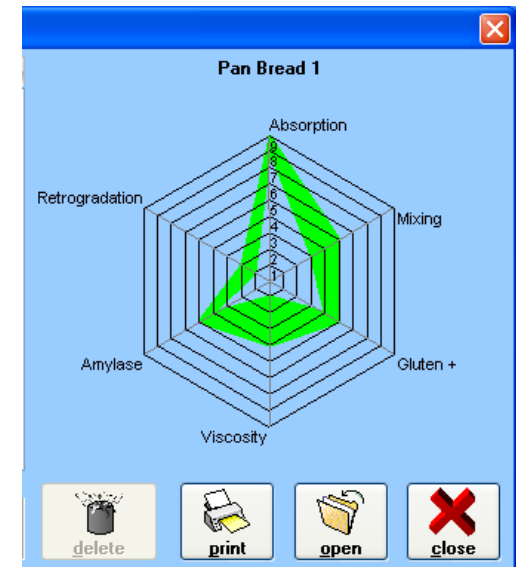 Pan Bread 1
Absorption
9
8
7
6
5
4
3
2
1
Retrogradation
Mixing
Amylase
Gluten +
Viscosity
delete
print
open
close